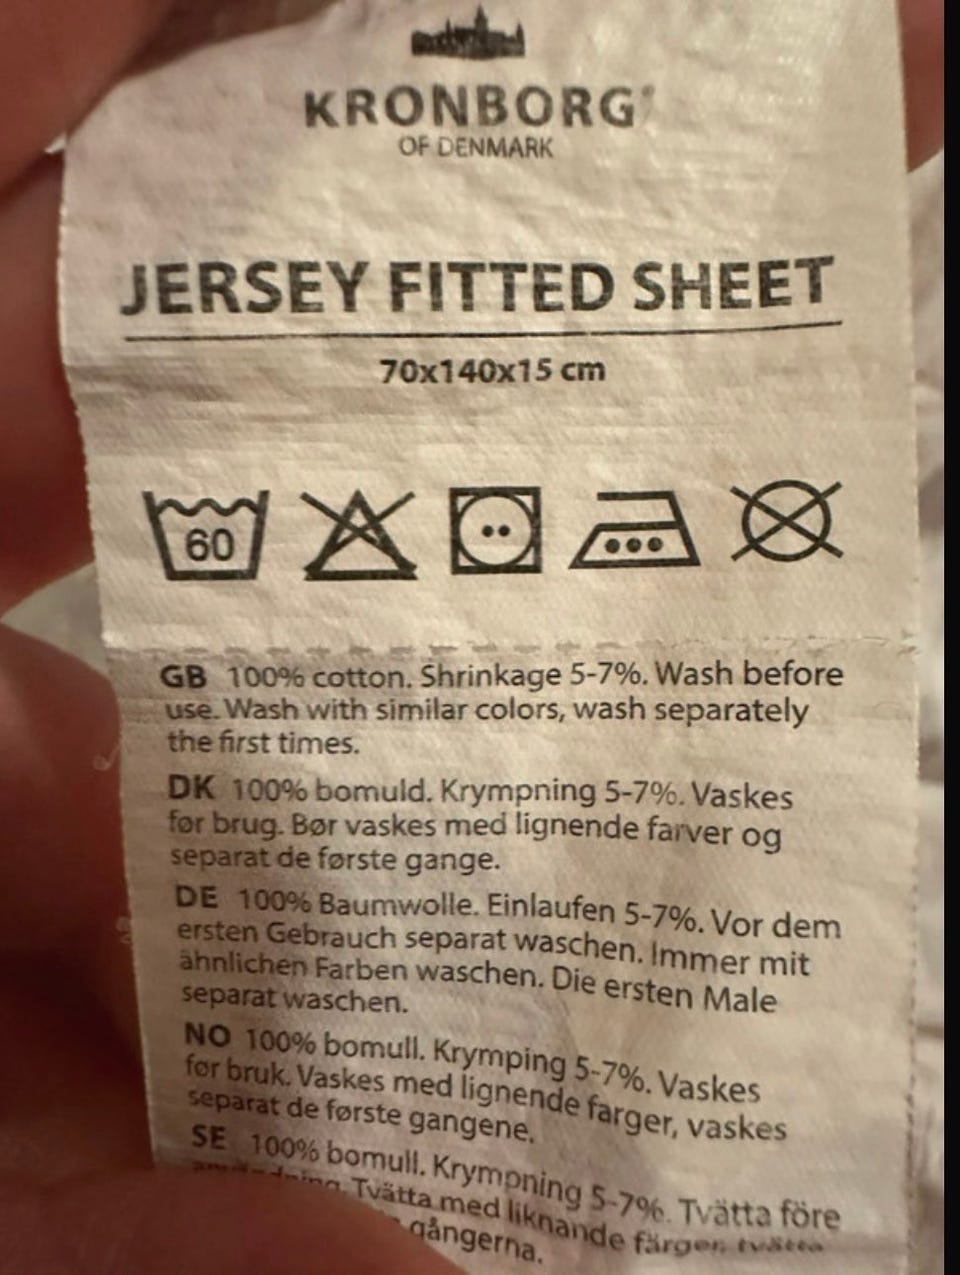 KRONBORG®
OF DENMARK
JERSEY FITTED SHEET
70x140x15 cm
60
GB 100% cotton. Shrinkage 5-7%. Wash before
use. Wash with similar colors, wash separately
the first times.
DK 100% bomuld. Krympning 5-7%. Vaskes
før brug. Bør vaskes med lignende farver og
separat de første gange.
DE 100% Baumwolle. Einlaufen 5-7%. Vor dem
ersten Gebrauch separat waschen. Immer mit
ähnlichen Farben waschen. Die ersten Male
separat waschen.
NO 100% bomull. Krymping 5-7%. Vaskes
før bruk. Vaskes med lignende farger, vaskes
separat de første gangene.
SE 100% bomull. Krympning 5-7%. Tvätta före
Tvätta med liknande färger, tvätta
gångerna.